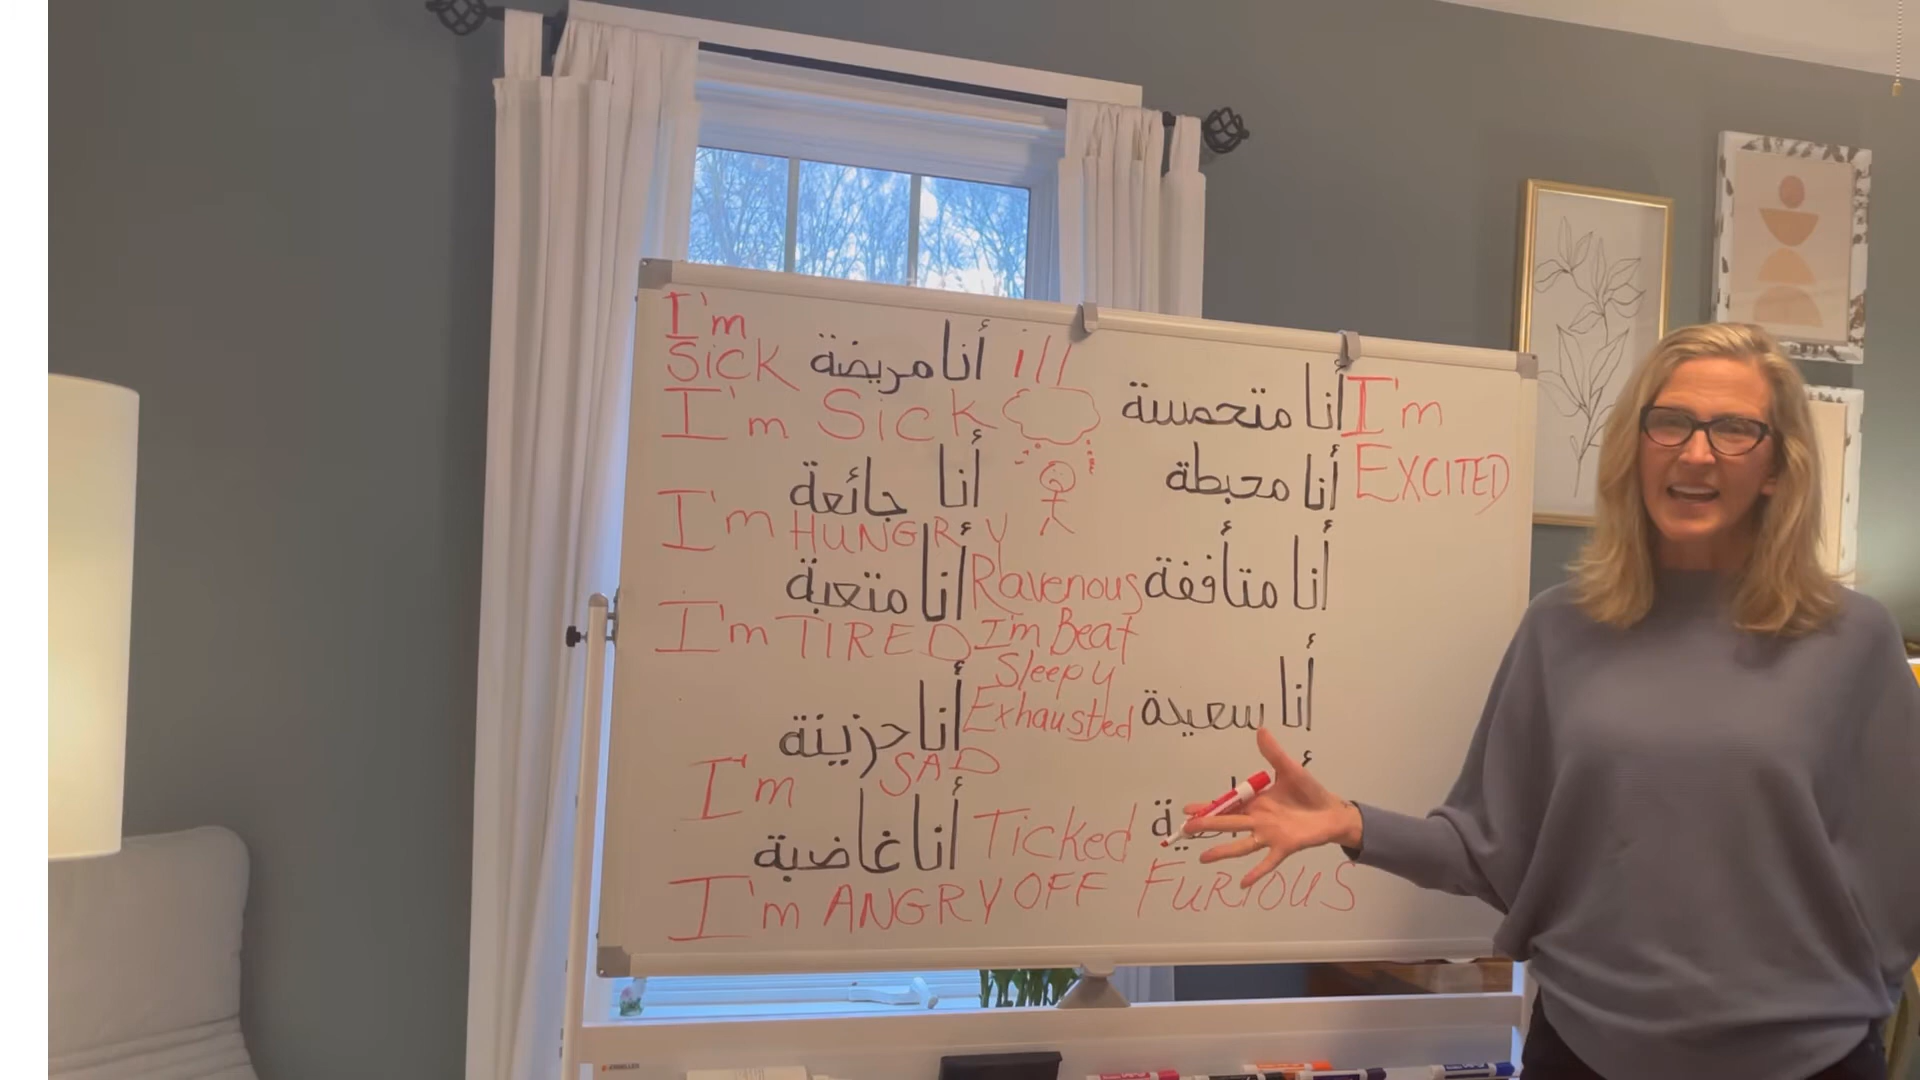 I'm
Sick أنا مريضة ill
I'm Sick
أنا جائعة
I'm HUNGRY
أنا متعبة Ravenous
I'm TIRED I'm Beat
Sleepy
أنا حزينة Exhausted
I'm SAD
أنا غاضبة Ticked
I'm ANGRY OFF FURIOUS
أنا متحمسة I'm
أنا محبطة EXCITED
أنا متأففة
أنا سعيدة